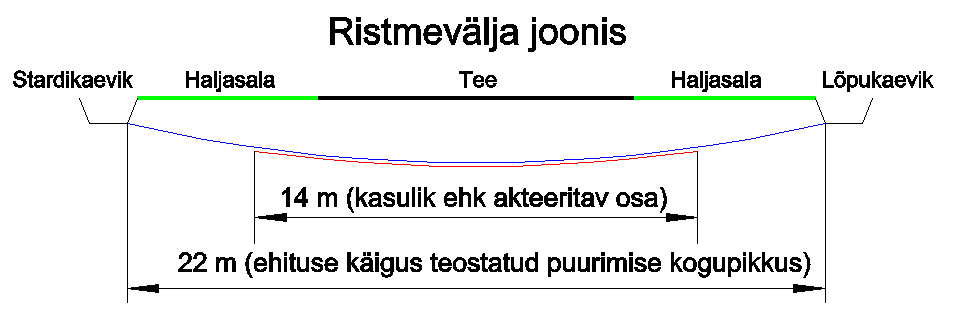 Ristmevälja joonis
Stardikaevik Haljasala Tee Haljasala Lõpukaevik
14 m (kasulik ehk akteeritav osa)
22 m (ehituse käigus teostatud puurimise kogupikkus)